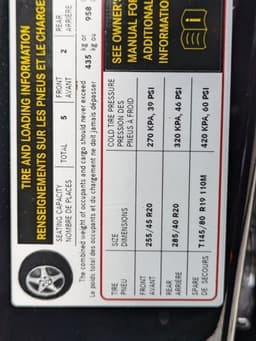 TIRE AND LOADING INFORMATION
RENSEIGNEMENTS SUR LES PNEUS ET LE CHARGE
SEATING CAPACITY
NOMBRE DE PLACES
TOTAL 5
FRONT
AVANT
2
REAR
ARRIÈRE
The combined weight of occupants and cargo should never exceed 435 kg or 958
Le poids total des occupants et du chargement ne doit jamais dépasser kg ou
TIRE
PNEU
SIZE
DIMENSIONS
COLD TIRE PRESSURE
PRESSION DES
PNEUS À FROID
FRONT
AVANT
255/45 R20
270 KPA, 39 PSI
REAR
ARRIÈRE
285/40 R20
320 KPA, 46 PSI
SPARE
DE SECOURS
T145/80 R19 110M
420 KPA, 60 PSI
SEE OWNER'S
MANUAL FO
ADDITIONAL
INFORMATIO